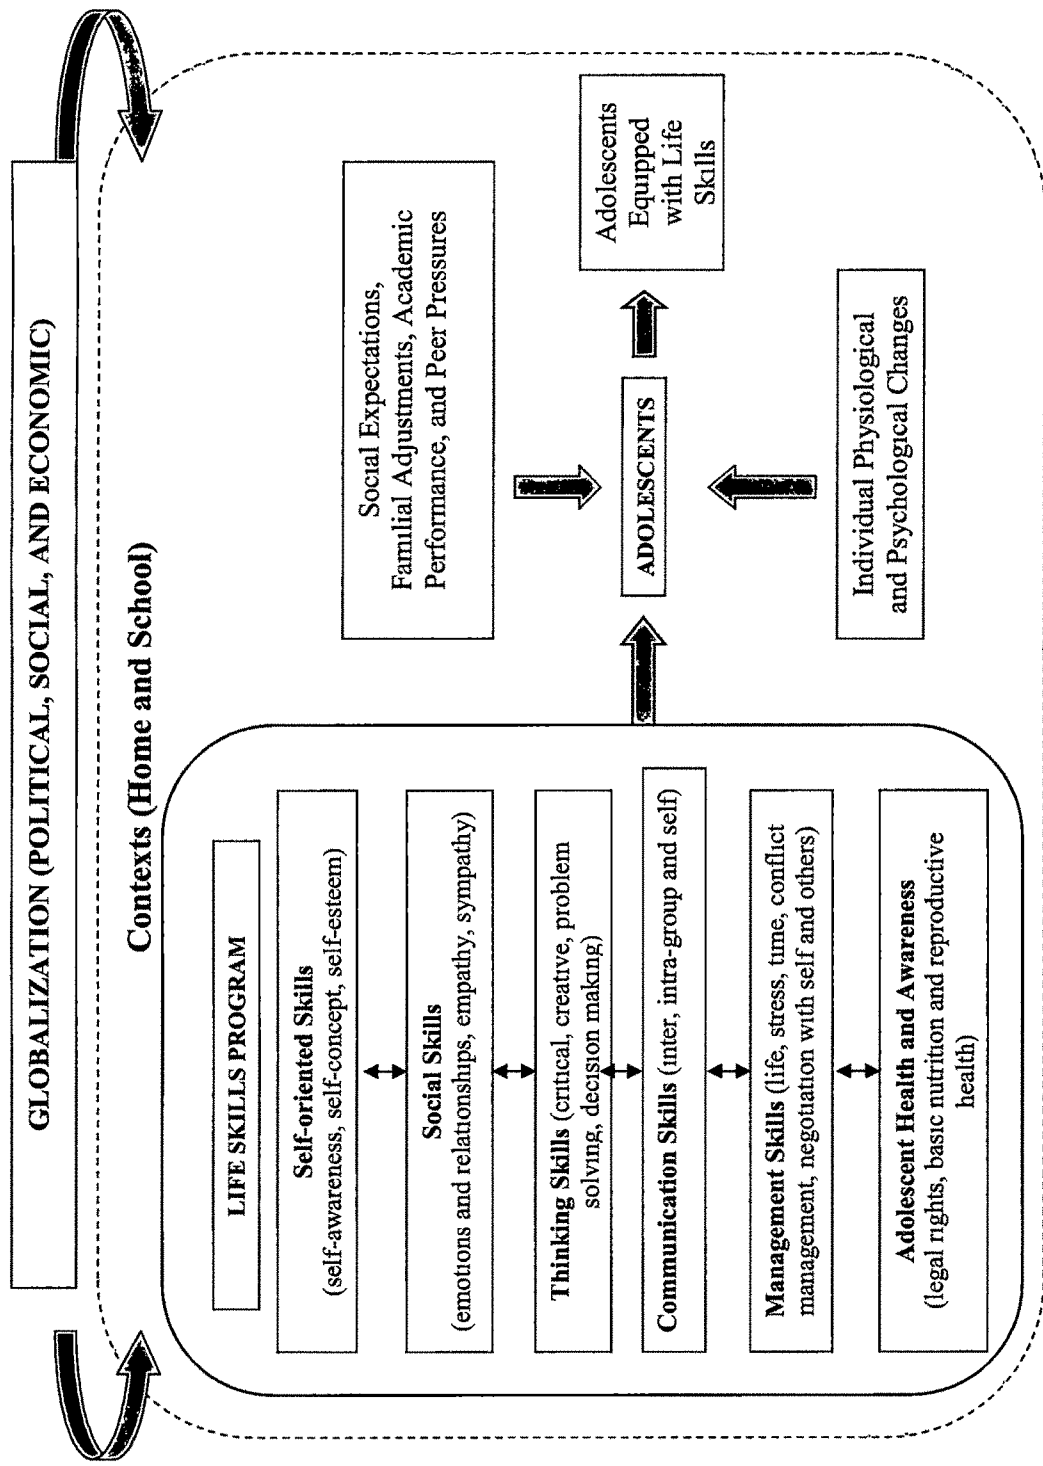 GLOBALIZATION (POLITICAL, SOCIAL, AND ECONOMIC)
Contexts (Home and School)
LIFE SKILLS PROGRAM
Self-oriented Skills
(self-awareness, self-concept, self-esteem)
Social Skills
(emotions and relationships, empathy, sympathy)
Thinking Skills (critical, creative, problem
solving, decision making)
Communication Skills (inter, intra-group and self)
Management Skills (life, stress, time, conflict
management, negotiation with self and others)
Adolescent Health and Awareness
(legal rights, basic nutrition and reproductive
health)
Social Expectations,
Familial Adjustments, Academic
Performance, and Peer Pressures
ADOLESCENTS
Individual Physiological
and Psychological Changes
Adolescents
Equipped
with Life
Skills